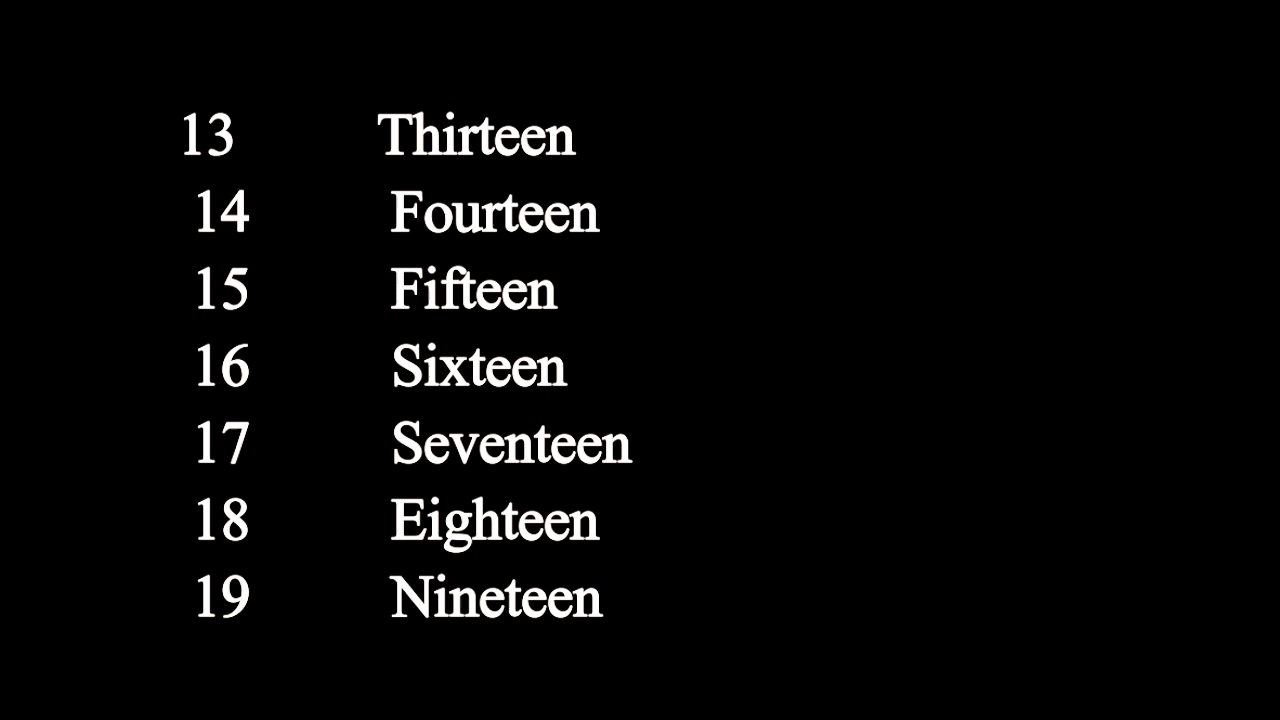 13 Thirteen
14 Fourteen
15 Fifteen
16 Sixteen
17 Seventeen
18 Eighteen
19 Nineteen